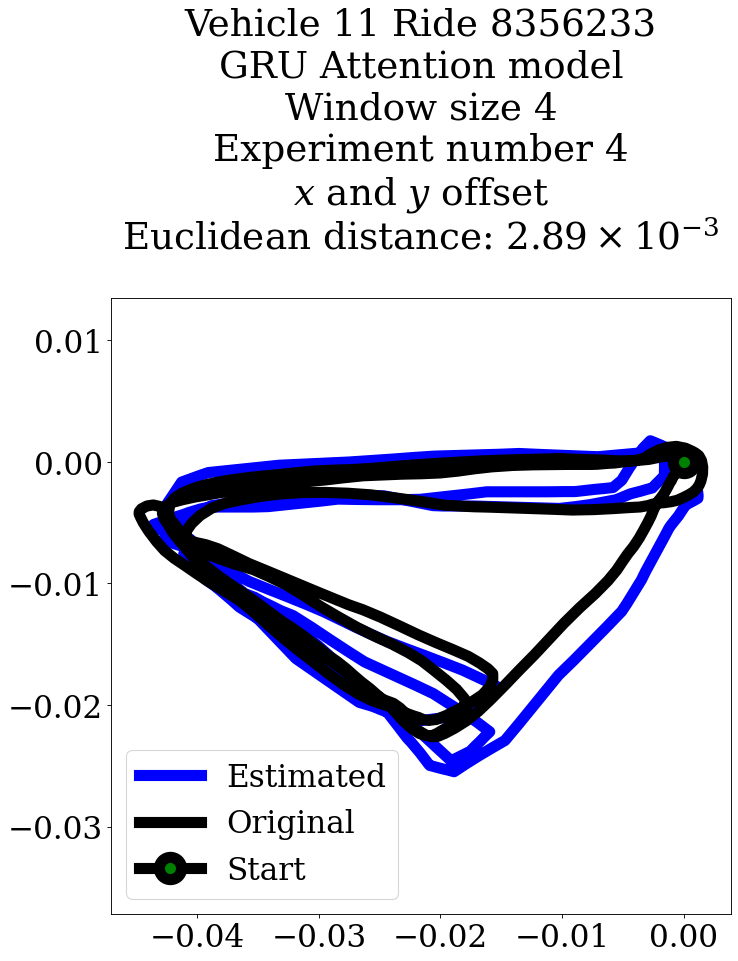 Vehicle 11 Ride 8356233
GRU Attention model
Window size 4
Experiment number 4
x and y offset
Euclidean distance: 2.89 × 10⁻³
0.01
0.00
−0.01
−0.02
−0.03
Estimated
Original
Start
−0.04 −0.03 −0.02 −0.01 0.00